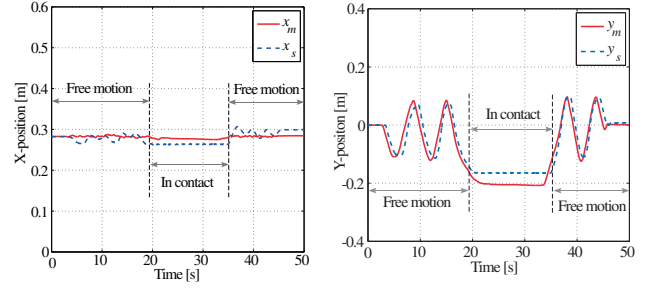 0.6
0.5
0.4
0.3
0.2
0.1
0
X-position [m]
x_m
x_s
Free motion
Free motion
In contact
0 10 20 30 40 50
Time [s]
0.4
0.2
0
-0.2
-0.4
Y-positon [m]
y_m
y_s
In contact
Free motion
Free motion
0 10 20 30 40 50
Time [s]